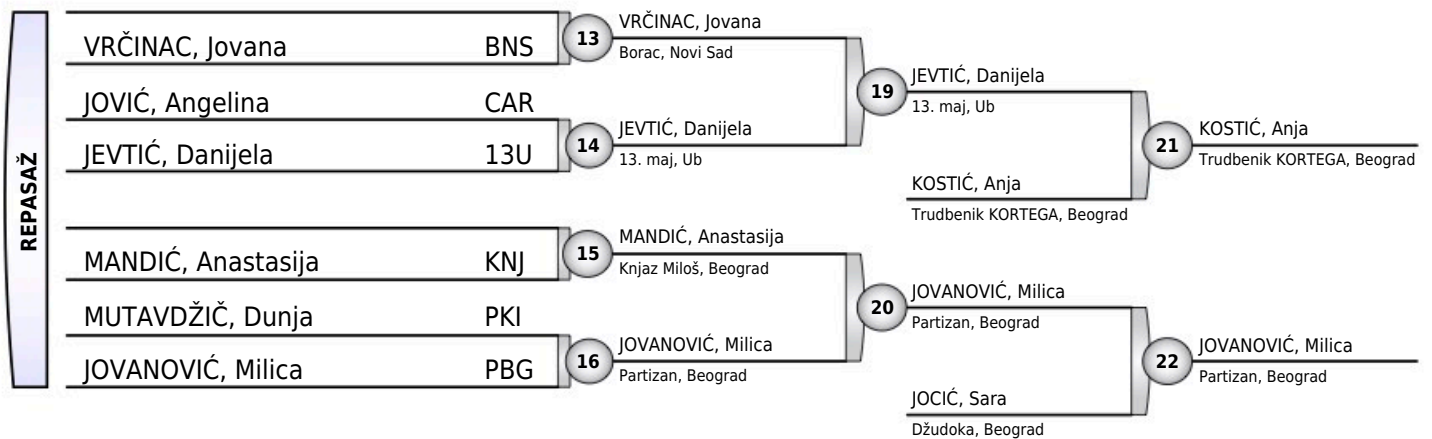 REPASAŽ
VRČINAC, Jovana BNS
JOVIĆ, Angelina CAR
JEVTIĆ, Danijela 13U
MANDIĆ, Anastasija KNJ
MUTAVDŽIČ, Dunja PKI
JOVANOVIĆ, Milica PBG
13
VRČINAC, Jovana
Borac, Novi Sad
14
JEVTIĆ, Danijela
13. maj, Ub
15
MANDIĆ, Anastasija
Knjaz Miloš, Beograd
16
JOVANOVIĆ, Milica
Partizan, Beograd
19
JEVTIĆ, Danijela
13. maj, Ub
KOSTIĆ, Anja
Trudbenik KORTEGA, Beograd
20
JOVANOVIĆ, Milica
Partizan, Beograd
JOCIĆ, Sara
Džudoka, Beograd
21
KOSTIĆ, Anja
Trudbenik KORTEGA, Beograd
22
JOVANOVIĆ, Milica
Partizan, Beograd